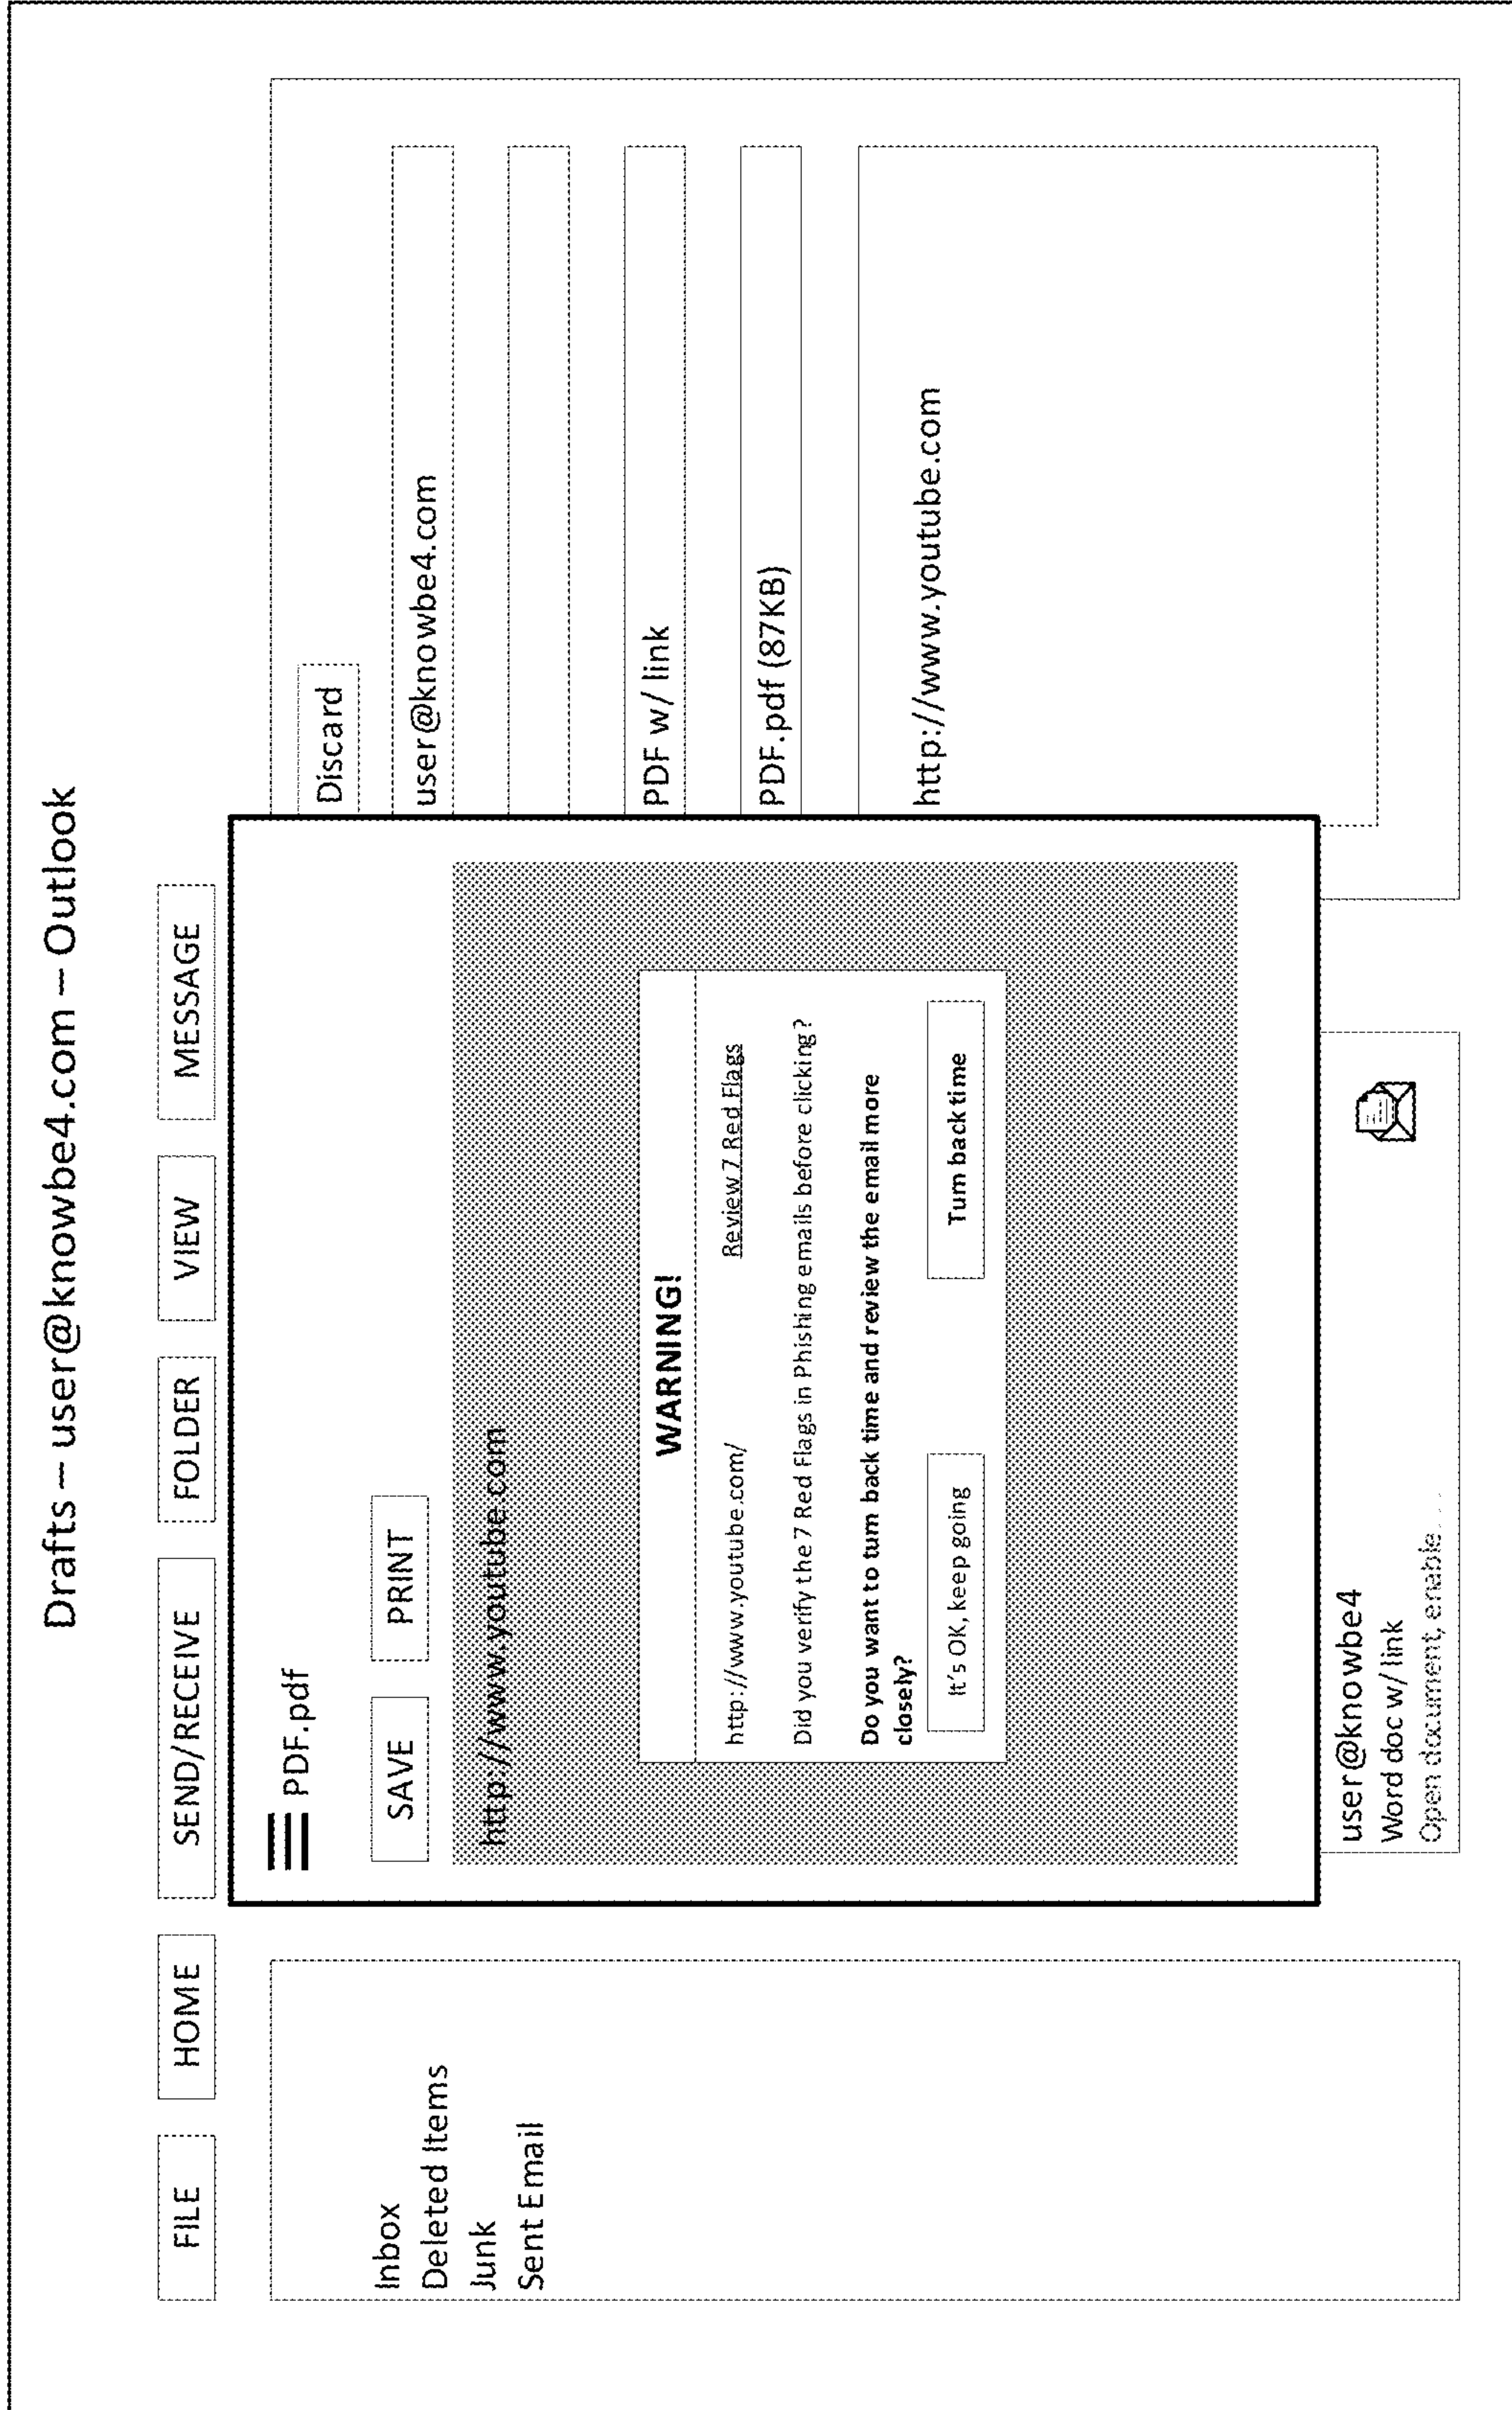 Drafts – user@knowbe4.com – Outlook
FILE
HOME
SEND/RECEIVE
FOLDER
VIEW
MESSAGE
Inbox
Deleted Items
Junk
Sent Email
PDF.pdf
SAVE
PRINT
http://www.youtube.com
WARNING!
http://www.youtube.com/
Review 7 Red Flags
Did you verify the 7 Red Flags in Phishing emails before clicking?
Do you want to turn back time and review the email more
closely?
It's OK, keep going
Turn back time
user@knowbe4
Word doc w/ link
Open document, enable . . .
Discard
user@knowbe4.com
PDF w/ link
PDF.pdf (87KB)
http://www.youtube.com